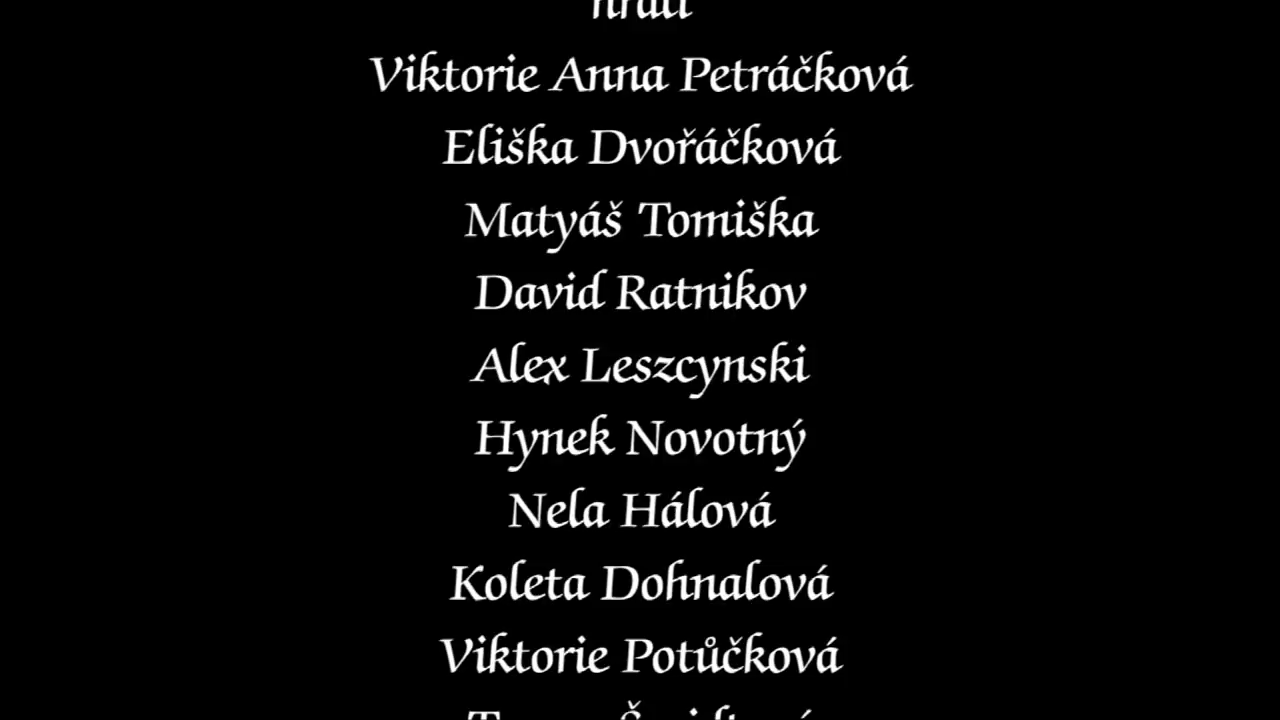 hráli
Viktorie Anna Petráčková
Eliška Dvořáčková
Matyáš Tomiška
David Ratnikov
Alex Leszcynski
Hynek Novotný
Nela Hálová
Koleta Dohnalová
Viktorie Potůčková